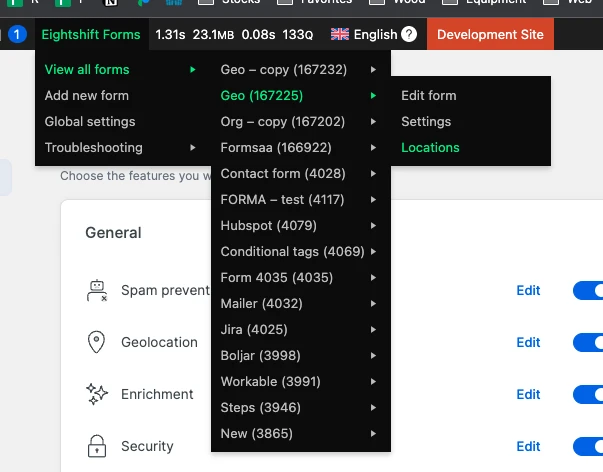 Stocks Favorites Wood Equipment Web
1 Eightshift Forms 1.31s 23.1MB 0.08s 133Q English ? Development Site
View all forms
Add new form
Global settings
Troubleshooting
Geo – copy (167232)
Geo (167225)
Org – copy (167202)
Formsaa (166922)
Contact form (4028)
FORMA – test (4117)
Hubspot (4079)
Conditional tags (4069)
Form 4035 (4035)
Mailer (4032)
Jira (4025)
Boljar (3998)
Workable (3991)
Steps (3946)
New (3865)
Edit form
Settings
Locations
Choose the features you w
General
Spam prevent
Edit
Geolocation
Edit
Enrichment
Edit
Security
Edit